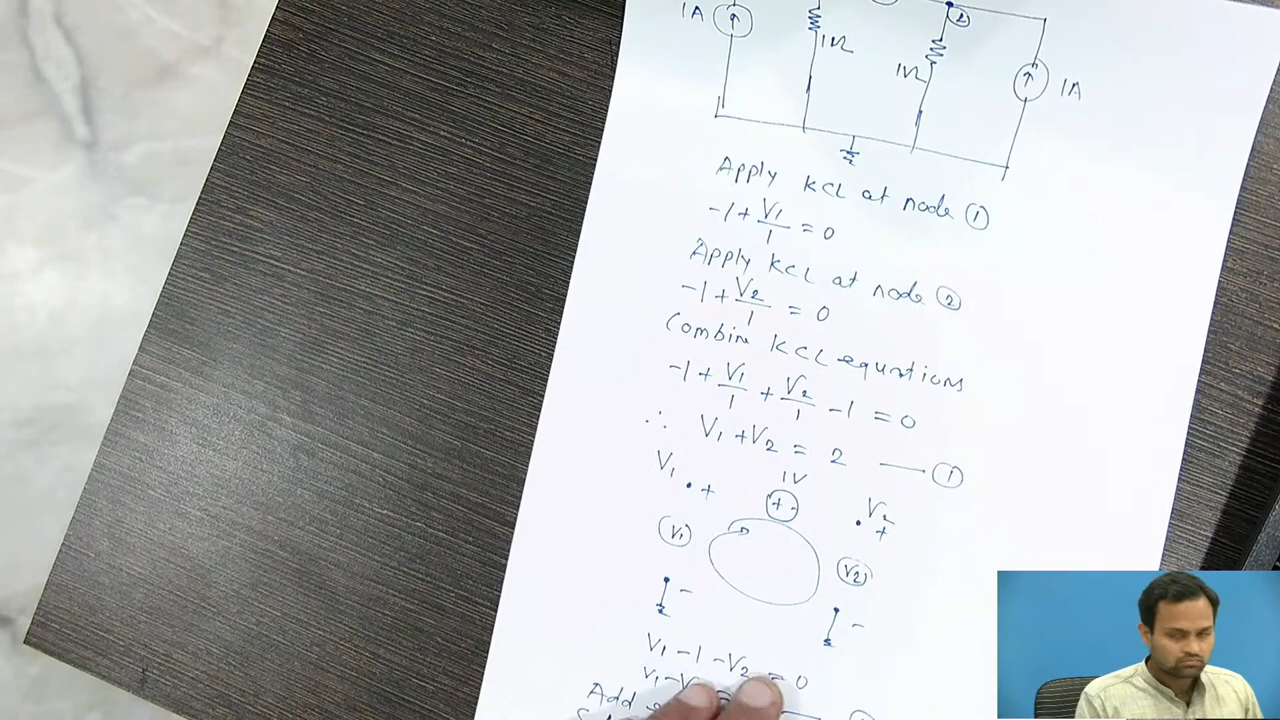 1A
1Ω
②
1Ω
1A
Apply KCL at node ①
-1 + V1/1 = 0
Apply KCL at node ②
-1 + V2/1 = 0
Combine KCL equations
-1 + V1/1 + V2/1 - 1 = 0
∴ V1 + V2 = 2 —— ①
1V
V1 • +
+ -
• V2 +
V1
V2
-
-
V1 - 1 - V2 = 0
V1 -
Add